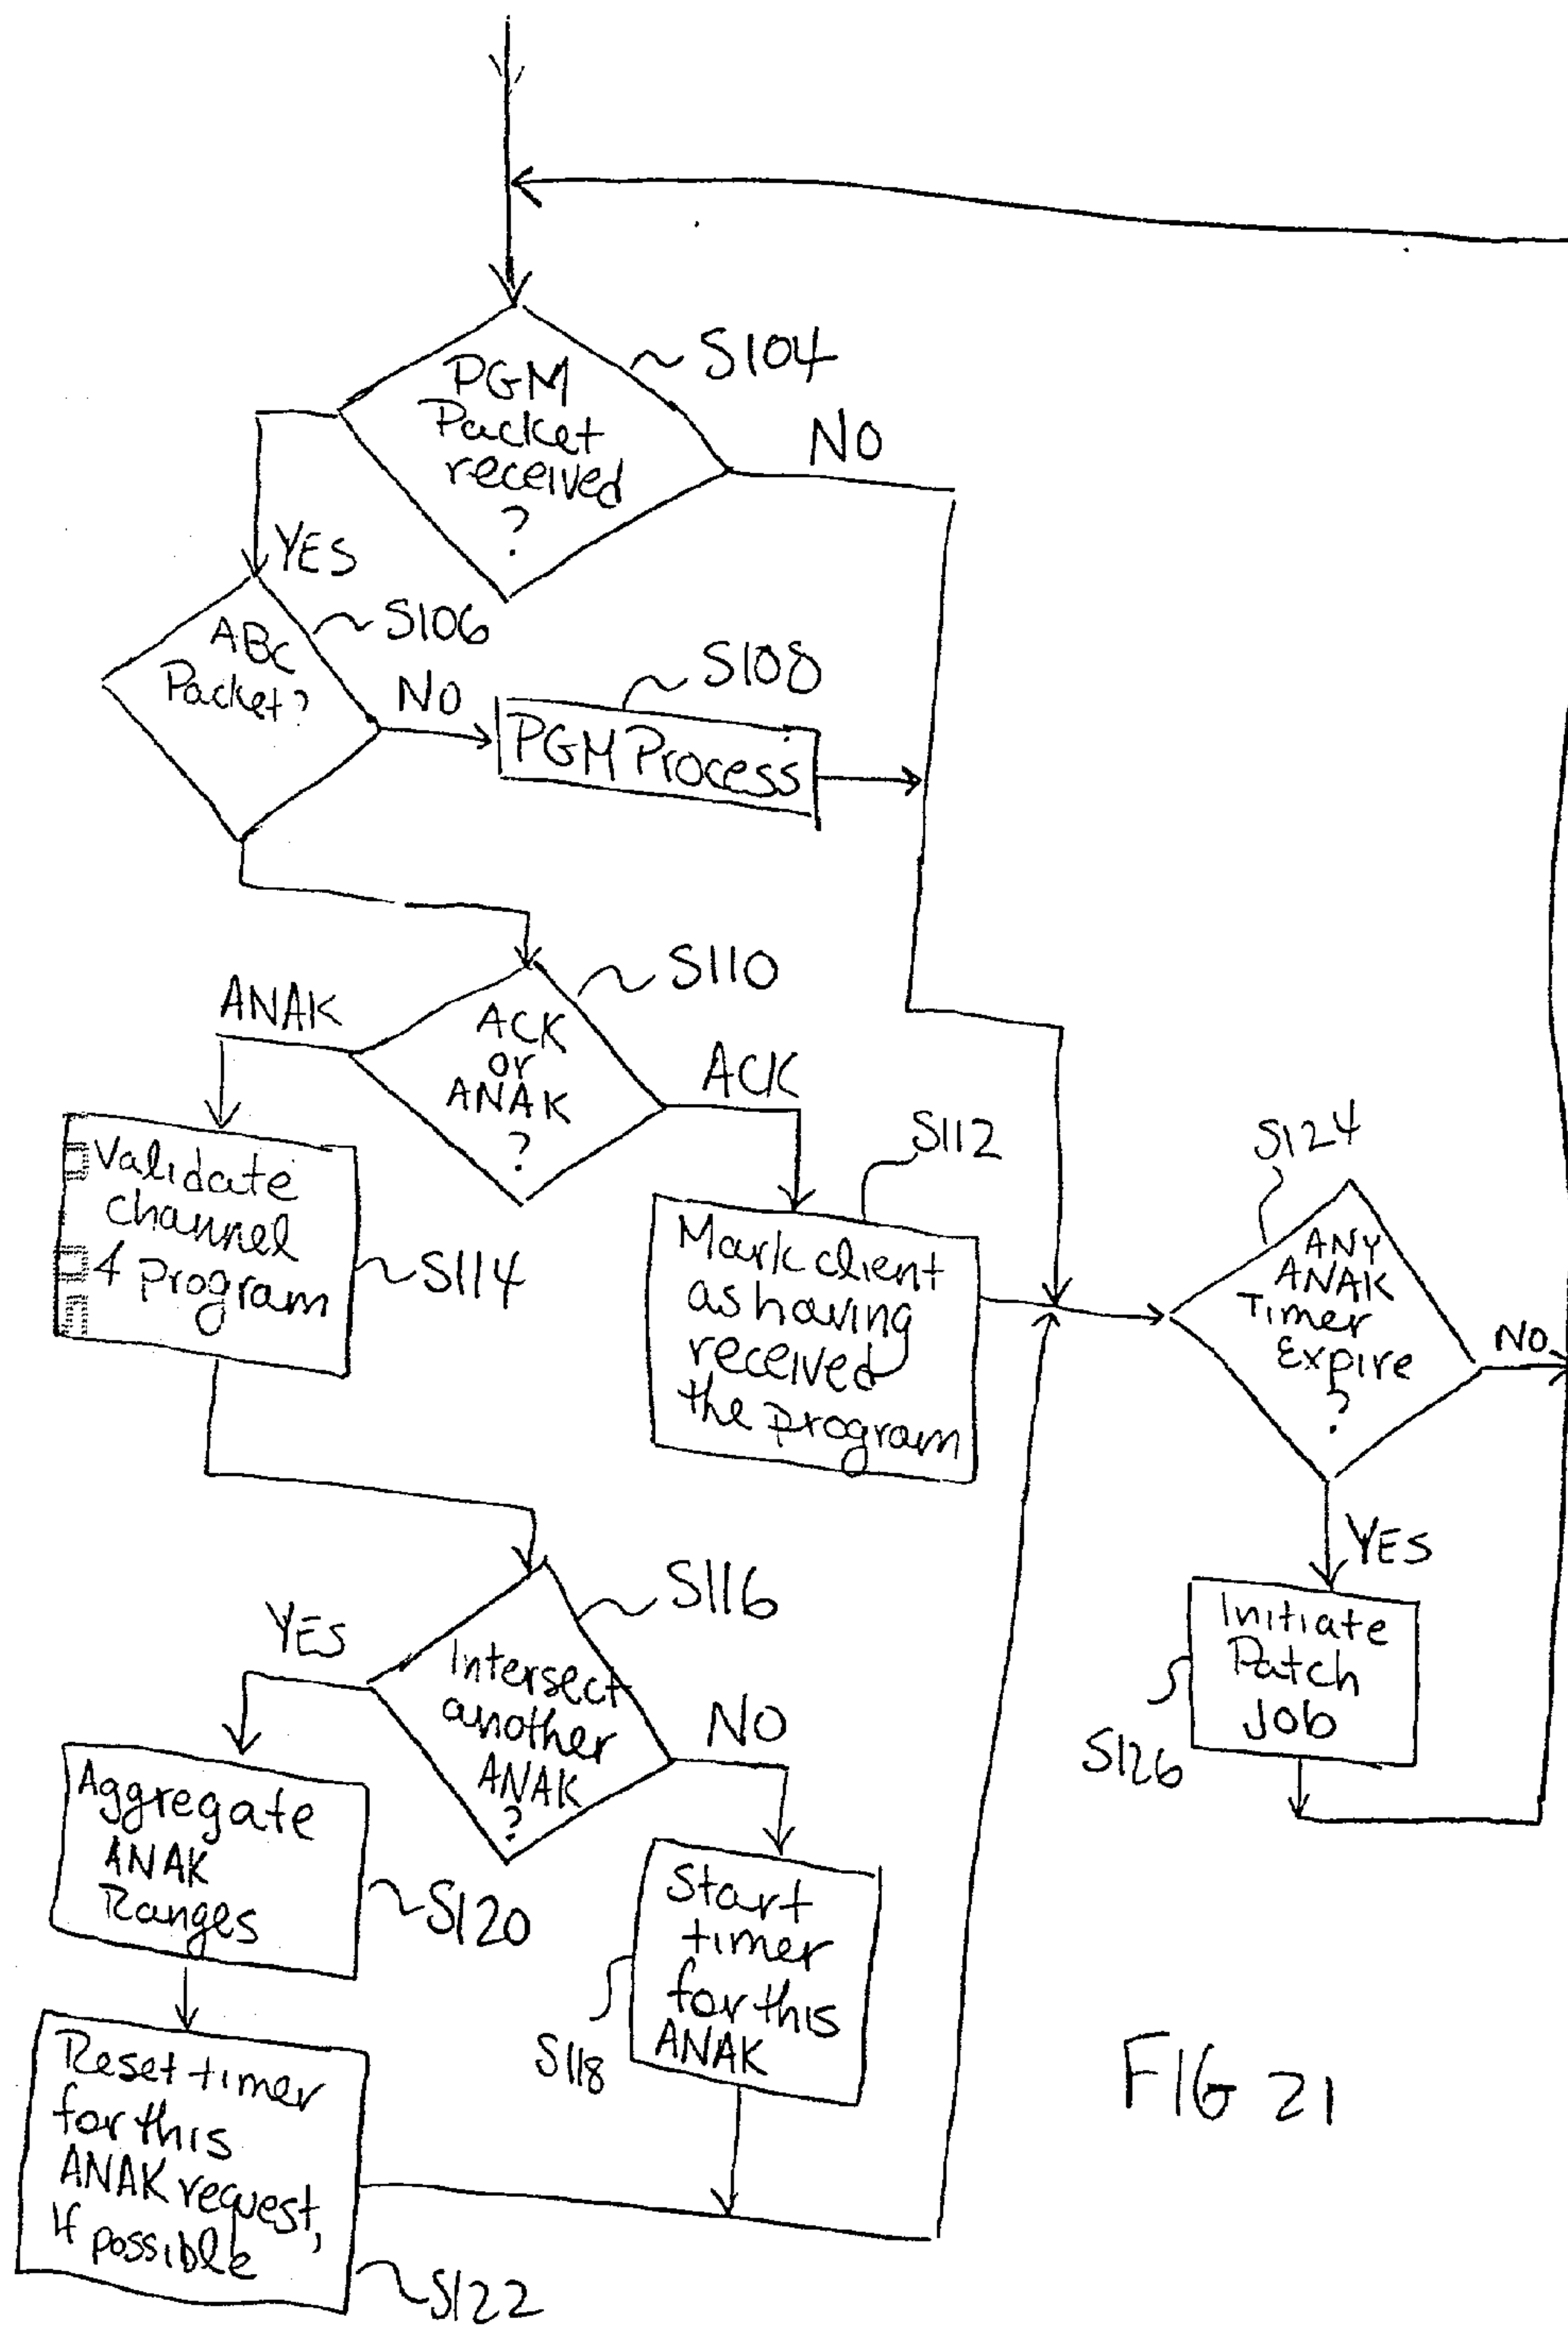 S104
PGM
Packet
received
?
NO
YES
S106
ABC
Packet?
NO
S108
PGM Process
S110
ANAK
ACK
or
ANAK
?
ACK
S112
Validate
channel
& program
S114
Mark client
as having
received
the program
S124
ANY
ANAK
Timer
Expire
?
NO
YES
Initiate
Patch
Job
S126
S116
YES
Intersect
another
ANAK
?
NO
Aggregate
ANAK
Ranges
S120
Start
timer
for this
ANAK
S118
Reset timer
for this
ANAK request,
if possible
S122
FIG 21